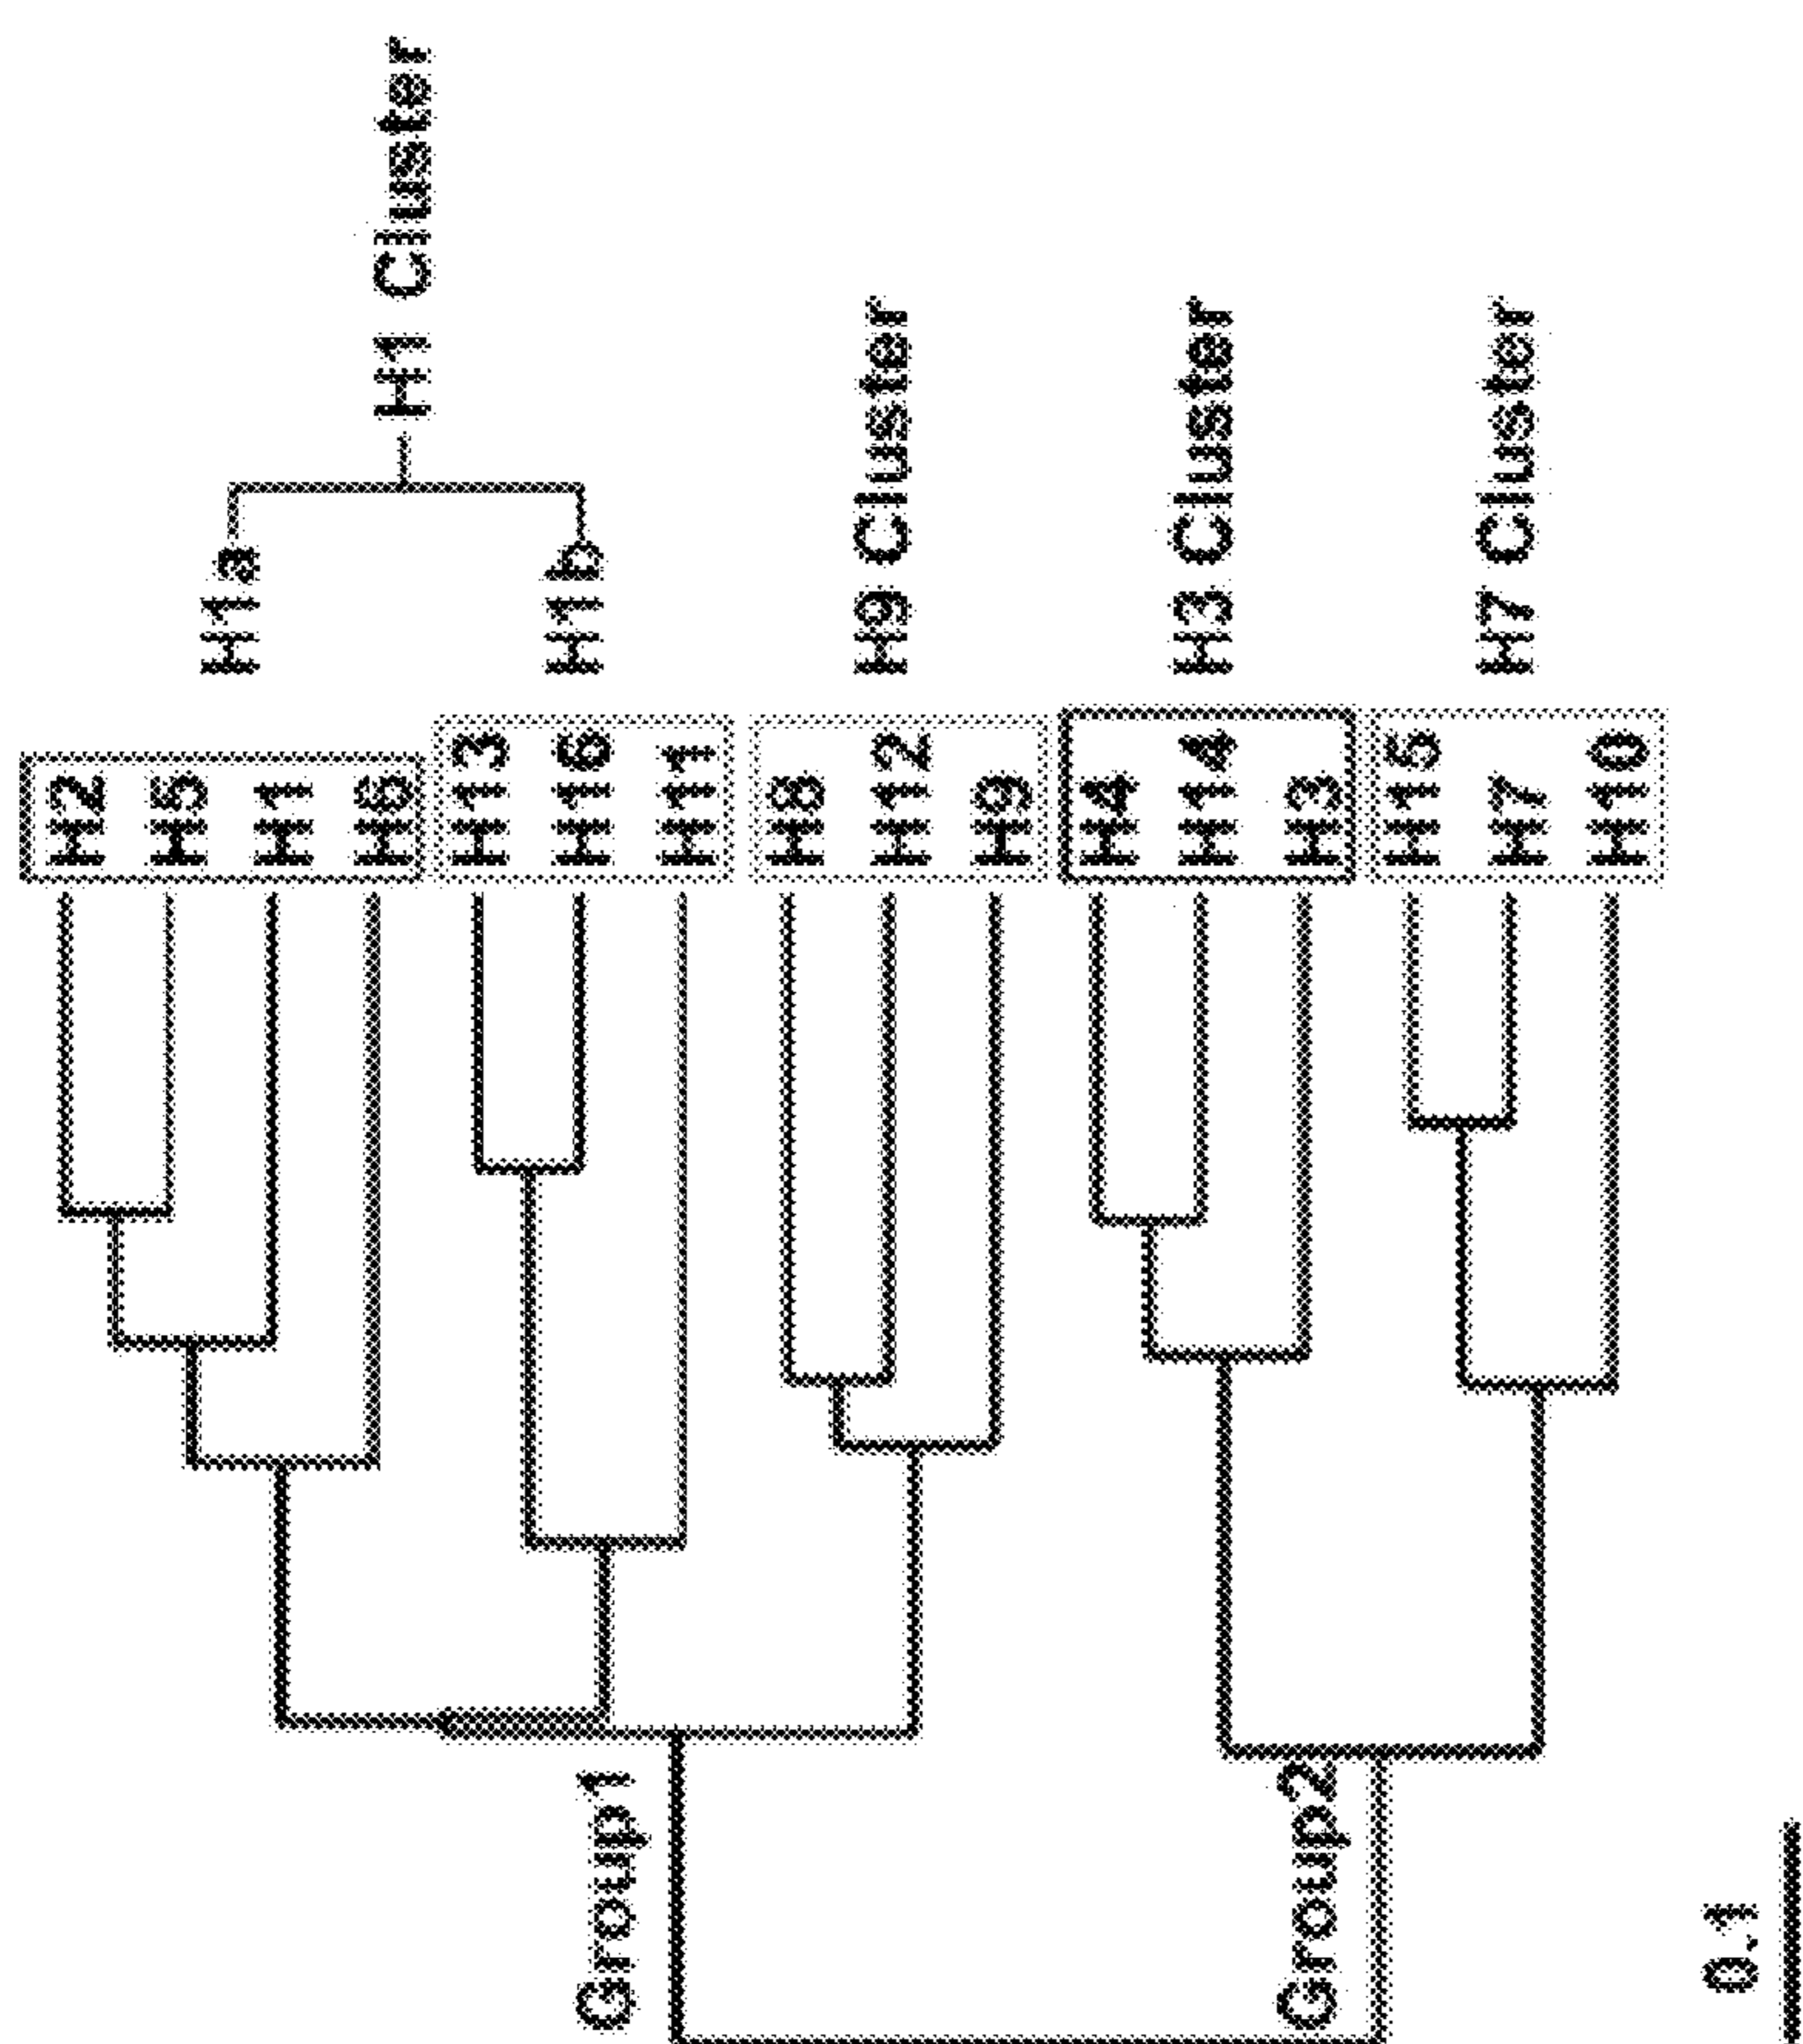 H2
H5
H1
H6
H13
H16
H11
H8
H12
H9
H4
H14
H3
H15
H7
H10
H1a
H1b
H1 Cluster
H9 Cluster
H3 Cluster
H7 Cluster
Group1
Group2
0.1